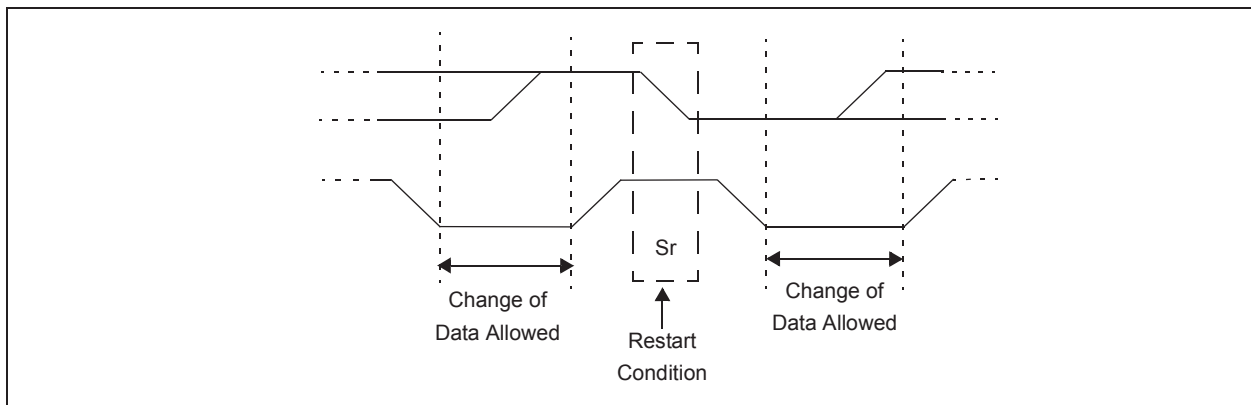 Sr
Change of
Data Allowed
Restart
Condition
Change of
Data Allowed